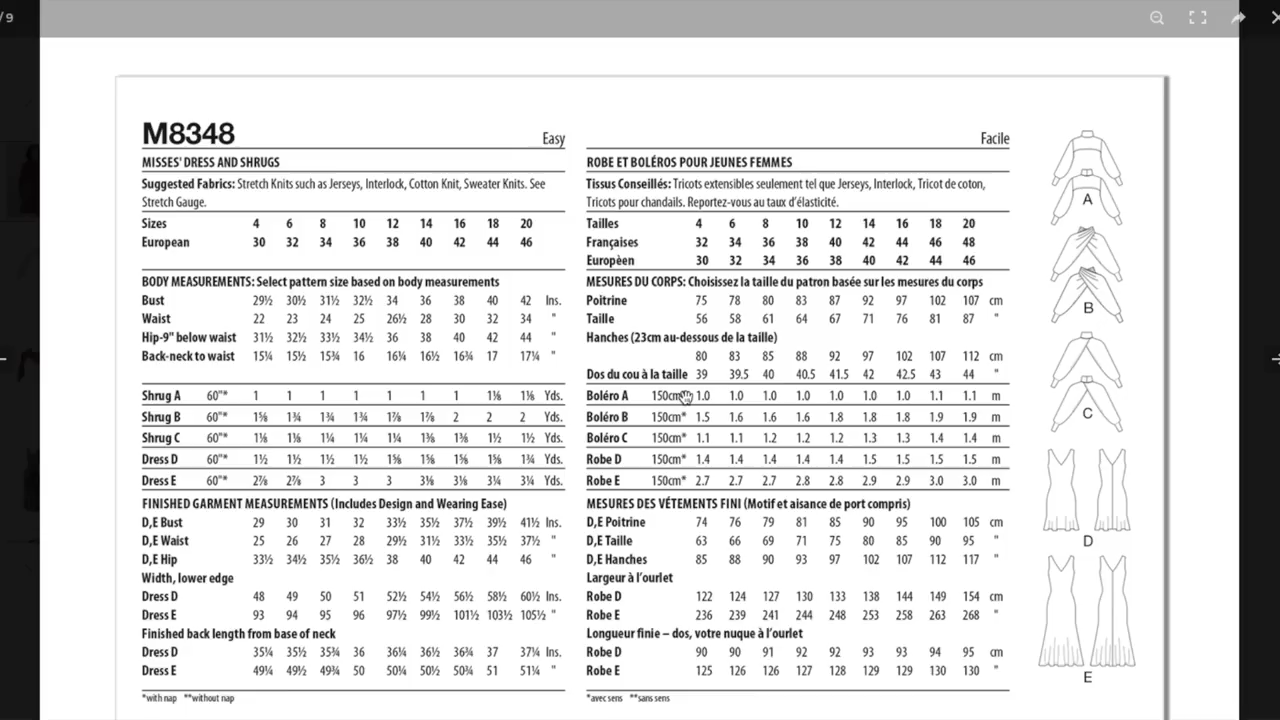 /9
M8348 Easy
MISSES' DRESS AND SHRUGS
Suggested Fabrics: Stretch Knits such as Jerseys, Interlock, Cotton Knit, Sweater Knits. See
Stretch Gauge.
Sizes 4 6 8 10 12 14 16 18 20
European 30 32 34 36 38 40 42 44 46
BODY MEASUREMENTS: Select pattern size based on body measurements
Bust 29½ 30½ 31½ 32½ 34 36 38 40 42 Ins.
Waist 22 23 24 25 26½ 28 30 32 34 "
Hip-9" below waist 31½ 32½ 33½ 34½ 36 38 40 42 44 "
Back-neck to waist 15¼ 15½ 15¾ 16 16¼ 16½ 16¾ 17 17¼ "
Shrug A 60"* 1 1 1 1 1 1 1 1⅛ 1⅛ Yds.
Shrug B 60"* 1⅝ 1¾ 1¾ 1¾ 1⅞ 1⅞ 2 2 2 Yds.
Shrug C 60"* 1⅛ 1⅛ 1¼ 1¼ 1¼ 1⅜ 1⅜ 1½ 1½ Yds.
Dress D 60"* 1½ 1½ 1½ 1½ 1⅝ 1⅝ 1⅝ 1⅝ 1¾ Yds.
Dress E 60"* 2⅞ 2⅞ 3 3 3⅛ 3⅛ 3⅛ 3¼ 3¼ Yds.
FINISHED GARMENT MEASUREMENTS (Includes Design and Wearing Ease)
D,E Bust 29 30 31 32 33½ 35½ 37½ 39½ 41½ Ins.
D,E Waist 25 26 27 28 29½ 31½ 33½ 35½ 37½ "
D,E Hip 33½ 34½ 35½ 36½ 38 40 42 44 46 "
Width, lower edge
Dress D 48 49 50 51 52½ 54½ 56½ 58½ 60½ Ins.
Dress E 93 94 95 96 97½ 99½ 101½ 103½ 105½ "
Finished back length from base of neck
Dress D 35¼ 35½ 35¾ 36 36¼ 36½ 36¾ 37 37¼ Ins.
Dress E 49¼ 49½ 49¾ 50 50¼ 50½ 50¾ 51 51¼ "
*with nap **without nap
Facile
ROBE ET BOLÉROS POUR JEUNES FEMMES
Tissus Conseillés: Tricots extensibles seulement tel que Jerseys, Interlock, Tricot de coton,
Tricots pour chandails. Reportez-vous au taux d'élasticité.
Tailles 4 6 8 10 12 14 16 18 20
Françaises 32 34 36 38 40 42 44 46 48
Europèen 30 32 34 36 38 40 42 44 46
MESURES DU CORPS: Choisissez la taille du patron basée sur les mesures du corps
Poitrine 75 78 80 83 87 92 97 102 107 cm
Taille 56 58 61 64 67 71 76 81 87 "
Hanches (23cm au-dessous de la taille)
80 83 85 88 92 97 102 107 112 cm
Dos du cou à la taille 39 39.5 40 40.5 41.5 42 42.5 43 44 "
Boléro A 150cm* 1.0 1.0 1.0 1.0 1.0 1.0 1.0 1.1 1.1 m
Boléro B 150cm* 1.5 1.6 1.6 1.6 1.8 1.8 1.8 1.9 1.9 m
Boléro C 150cm* 1.1 1.1 1.2 1.2 1.2 1.3 1.3 1.4 1.4 m
Robe D 150cm* 1.4 1.4 1.4 1.4 1.4 1.5 1.5 1.5 1.5 m
Robe E 150cm* 2.7 2.7 2.7 2.8 2.8 2.9 2.9 3.0 3.0 m
MESURES DES VÉTEMENTS FINI (Motif et aisance de port compris)
D,E Poitrine 74 76 79 81 85 90 95 100 105 cm
D,E Taille 63 66 69 71 75 80 85 90 95 "
D,E Hanches 85 88 90 93 97 102 107 112 117 "
Largeur à l'ourlet
Robe D 122 124 127 130 133 138 144 149 154 cm
Robe E 236 239 241 244 248 253 258 263 268 "
Longueur finie – dos, votre nuque à l'ourlet
Robe D 90 90 91 92 92 93 93 94 95 cm
Robe E 125 126 126 127 128 129 129 130 130 "
*avec sens **sans sens
A
B
C
D
E